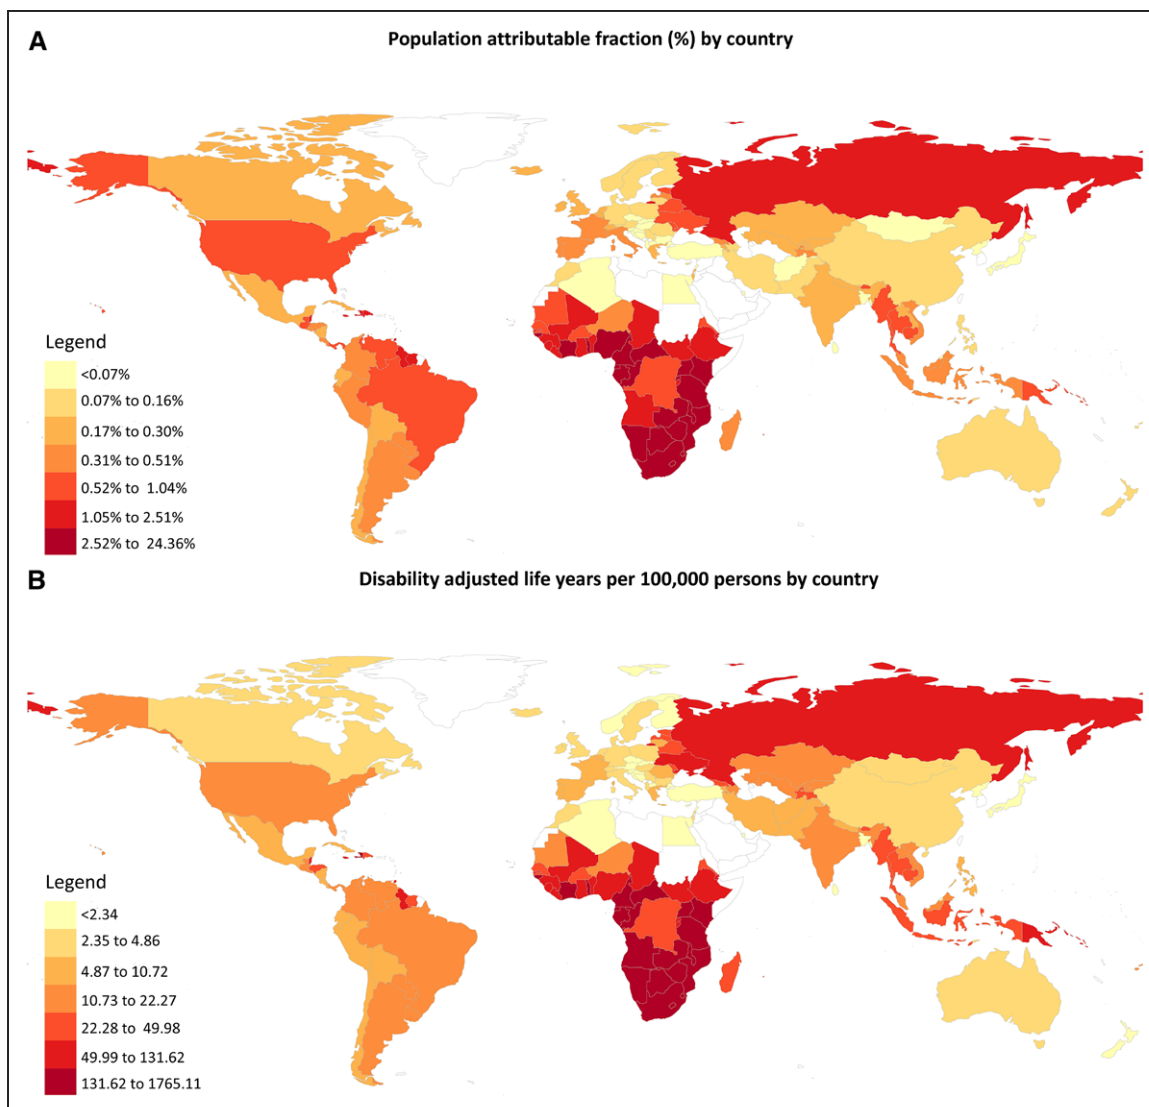 A
Population attributable fraction (%) by country
Legend
<0.07%
0.07% to 0.16%
0.17% to 0.30%
0.31% to 0.51%
0.52% to 1.04%
1.05% to 2.51%
2.52% to 24.36%
B
Disability adjusted life years per 100,000 persons by country
Legend
<2.34
2.35 to 4.86
4.87 to 10.72
10.73 to 22.27
22.28 to 49.98
49.99 to 131.62
131.62 to 1765.11